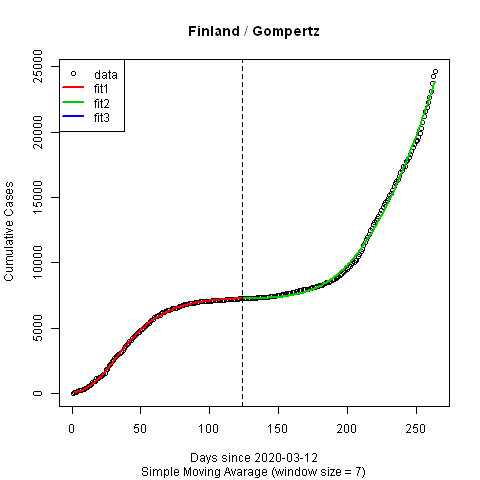 Finland / Gompertz
data
fit1
fit2
fit3
Cumulative Cases
25000
20000
15000
10000
5000
0
0 50 100 150 200 250
Days since 2020-03-12
Simple Moving Avarage (window size = 7)